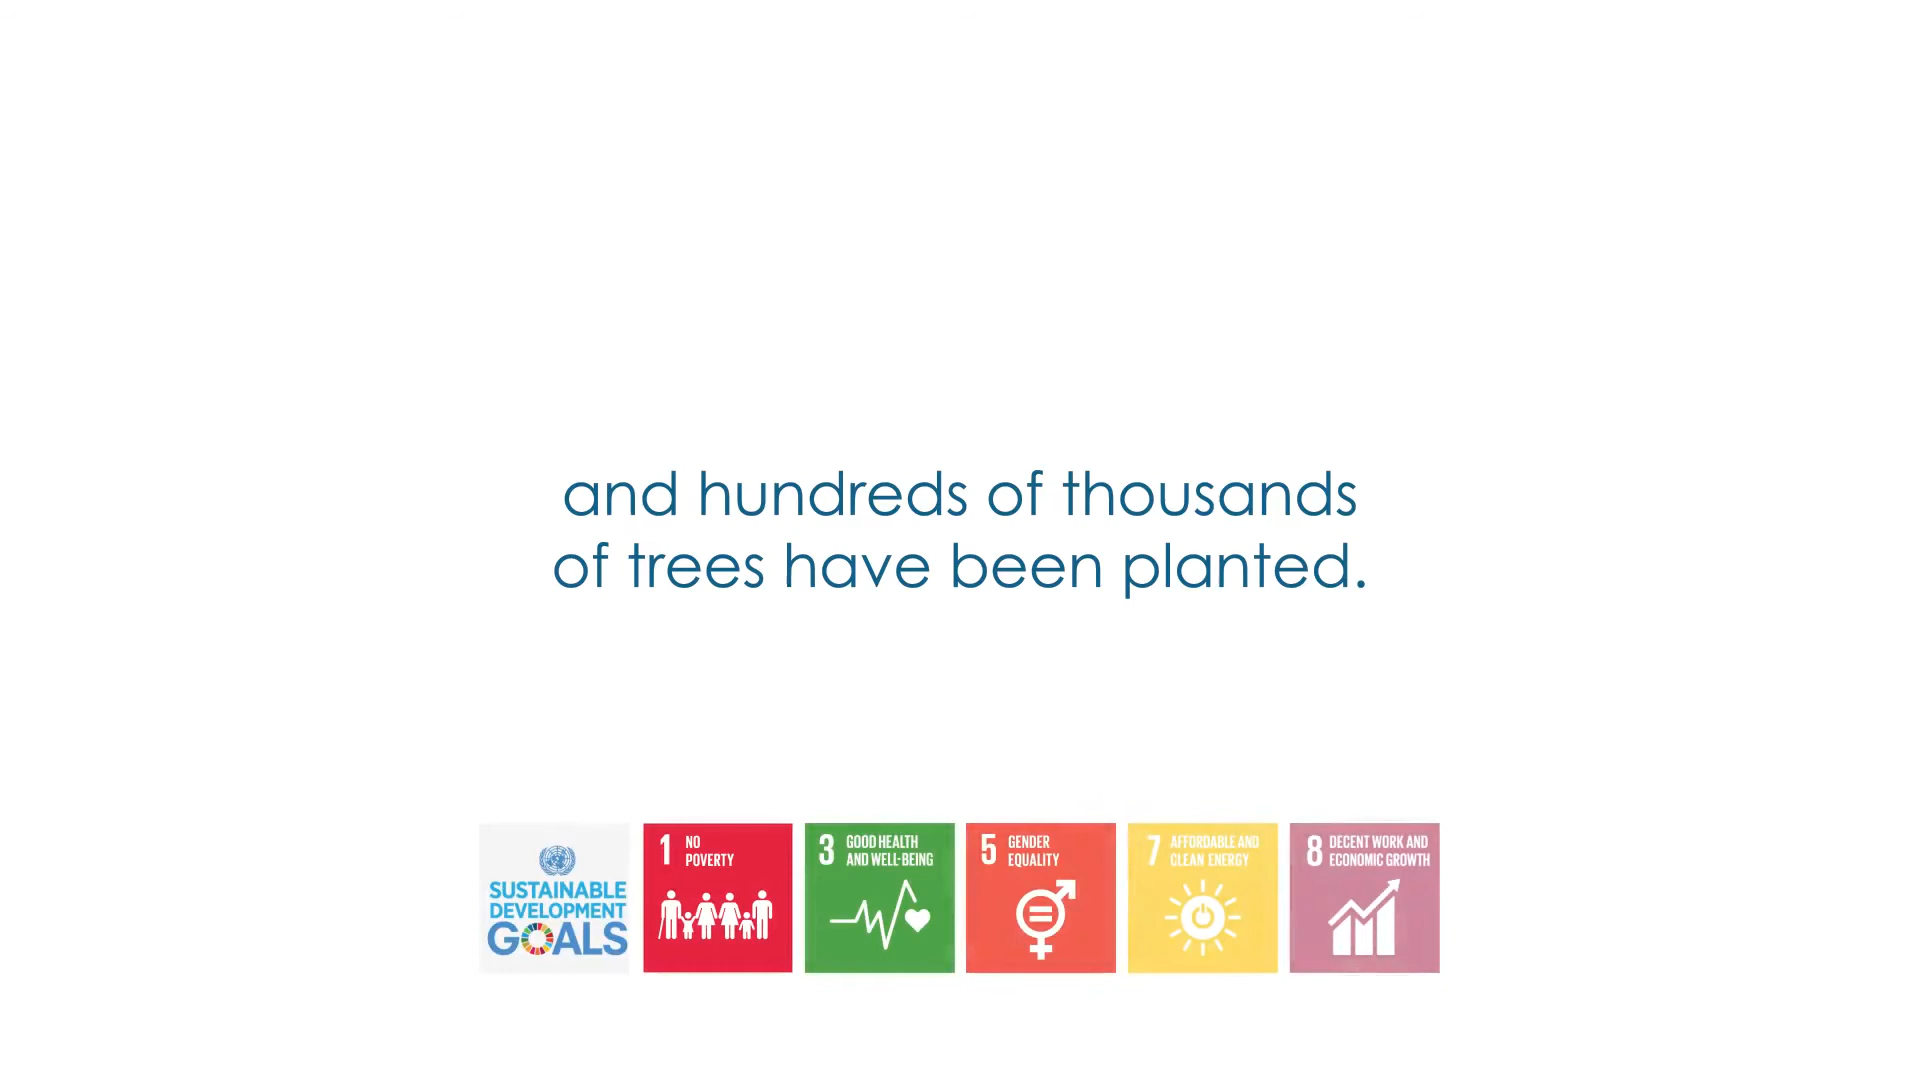 and hundreds of thousands
of trees have been planted.
SUSTAINABLE
DEVELOPMENT
GOALS
1 NO
POVERTY
3 GOOD HEALTH
AND WELL-BEING
5 GENDER
EQUALITY
7 AFFORDABLE AND
CLEAN ENERGY
8 DECENT WORK AND
ECONOMIC GROWTH